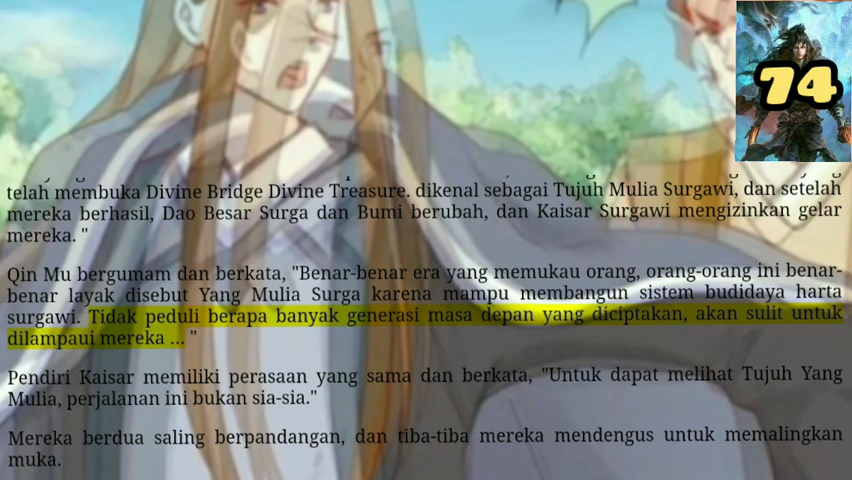 74
telah membuka Divine Bridge Divine Treasure. dikenal sebagai Tujuh Mulia Surgawi, dan setelah
mereka berhasil, Dao Besar Surga dan Bumi berubah, dan Kaisar Surgawi mengizinkan gelar
mereka. "
Qin Mu bergumam dan berkata, "Benar-benar era yang memukau orang, orang-orang ini benar-
benar layak disebut Yang Mulia Surga karena mampu membangun sistem budidaya harta
surgawi. Tidak peduli berapa banyak generasi masa depan yang diciptakan, akan sulit untuk
dilampaui mereka ... "
Pendiri Kaisar memiliki perasaan yang sama dan berkata, "Untuk dapat melihat Tujuh Yang
Mulia, perjalanan ini bukan sia-sia."
Mereka berdua saling berpandangan, dan tiba-tiba mereka mendengus untuk memalingkan
muka.